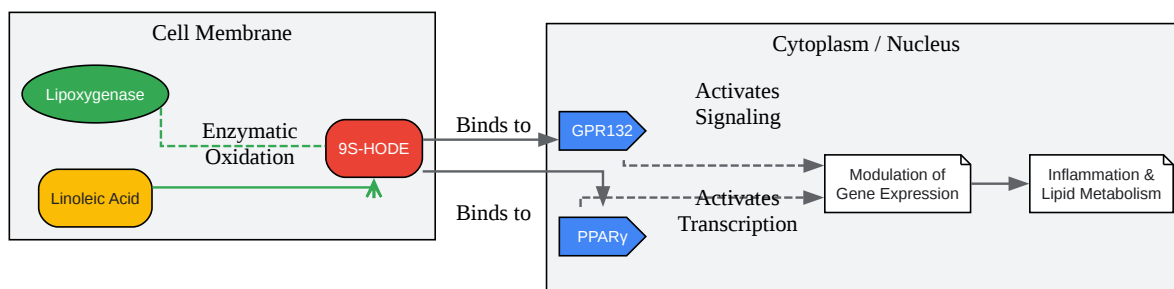 Cell Membrane
Lipoxygenase
Enzymatic
Oxidation
9S-HODE
Linoleic Acid
Binds to
Binds to
Cytoplasm / Nucleus
GPR132
Activates
Signaling
PPARγ
Activates
Transcription
Modulation of
Gene Expression
Inflammation &
Lipid Metabolism